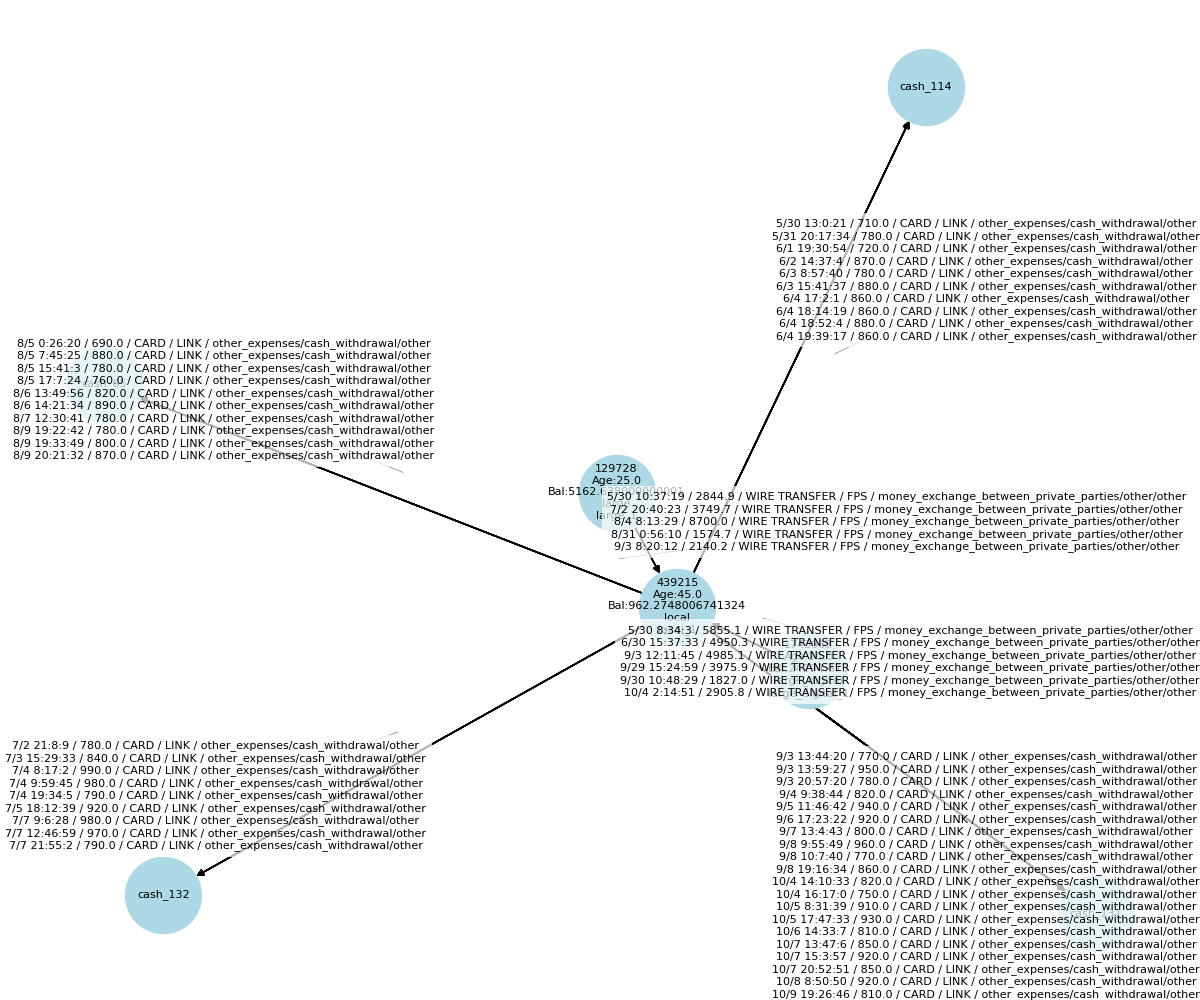 cash_114
5/30 13:0:21 / 710.0 / CARD / LINK / other_expenses/cash_withdrawal/other
5/31 20:17:34 / 780.0 / CARD / LINK / other_expenses/cash_withdrawal/other
6/1 19:30:54 / 720.0 / CARD / LINK / other_expenses/cash_withdrawal/other
6/2 14:37:4 / 870.0 / CARD / LINK / other_expenses/cash_withdrawal/other
6/3 8:57:40 / 780.0 / CARD / LINK / other_expenses/cash_withdrawal/other
6/3 15:41:37 / 880.0 / CARD / LINK / other_expenses/cash_withdrawal/other
6/4 17:2:1 / 860.0 / CARD / LINK / other_expenses/cash_withdrawal/other
6/4 18:14:19 / 860.0 / CARD / LINK / other_expenses/cash_withdrawal/other
6/4 18:52:4 / 880.0 / CARD / LINK / other_expenses/cash_withdrawal/other
6/4 19:39:17 / 860.0 / CARD / LINK / other_expenses/cash_withdrawal/other
8/5 0:26:20 / 690.0 / CARD / LINK / other_expenses/cash_withdrawal/other
8/5 7:45:25 / 880.0 / CARD / LINK / other_expenses/cash_withdrawal/other
8/5 15:41:3 / 780.0 / CARD / LINK / other_expenses/cash_withdrawal/other
8/5 17:7:24 / 760.0 / CARD / LINK / other_expenses/cash_withdrawal/other
8/6 13:49:56 / 820.0 / CARD / LINK / other_expenses/cash_withdrawal/other
8/6 14:21:34 / 890.0 / CARD / LINK / other_expenses/cash_withdrawal/other
8/7 12:30:41 / 780.0 / CARD / LINK / other_expenses/cash_withdrawal/other
8/9 19:22:42 / 780.0 / CARD / LINK / other_expenses/cash_withdrawal/other
8/9 19:33:49 / 800.0 / CARD / LINK / other_expenses/cash_withdrawal/other
8/9 20:21:32 / 870.0 / CARD / LINK / other_expenses/cash_withdrawal/other
129728
Age:25.0
5/30 10:37:19 / 2844.9 / WIRE TRANSFER / FPS / money_exchange_between_private_parties/other/other
7/2 20:40:23 / 3749.7 / WIRE TRANSFER / FPS / money_exchange_between_private_parties/other/other
8/4 8:13:29 / 8700.0 / WIRE TRANSFER / FPS / money_exchange_between_private_parties/other/other
8/31 0:56:10 / 1574.7 / WIRE TRANSFER / FPS / money_exchange_between_private_parties/other/other
9/3 8:20:12 / 2140.2 / WIRE TRANSFER / FPS / money_exchange_between_private_parties/other/other
439215
Age:45.0
Bal:962.2748006741324
local
5/30 8:34:3 / 5855.1 / WIRE TRANSFER / FPS / money_exchange_between_private_parties/other/other
6/30 15:37:33 / 4950.3 / WIRE TRANSFER / FPS / money_exchange_between_private_parties/other/other
9/3 12:11:45 / 4985.1 / WIRE TRANSFER / FPS / money_exchange_between_private_parties/other/other
9/29 15:24:59 / 3975.9 / WIRE TRANSFER / FPS / money_exchange_between_private_parties/other/other
9/30 10:48:29 / 1827.0 / WIRE TRANSFER / FPS / money_exchange_between_private_parties/other/other
10/4 2:14:51 / 2905.8 / WIRE TRANSFER / FPS / money_exchange_between_private_parties/other/other
7/2 21:8:9 / 780.0 / CARD / LINK / other_expenses/cash_withdrawal/other
7/3 15:29:33 / 840.0 / CARD / LINK / other_expenses/cash_withdrawal/other
7/4 8:17:2 / 990.0 / CARD / LINK / other_expenses/cash_withdrawal/other
7/4 9:59:45 / 980.0 / CARD / LINK / other_expenses/cash_withdrawal/other
7/4 19:34:5 / 790.0 / CARD / LINK / other_expenses/cash_withdrawal/other
7/5 18:12:39 / 920.0 / CARD / LINK / other_expenses/cash_withdrawal/other
7/7 9:6:28 / 980.0 / CARD / LINK / other_expenses/cash_withdrawal/other
7/7 12:46:59 / 970.0 / CARD / LINK / other_expenses/cash_withdrawal/other
7/7 21:55:2 / 790.0 / CARD / LINK / other_expenses/cash_withdrawal/other
cash_132
9/3 13:44:20 / 770.0 / CARD / LINK / other_expenses/cash_withdrawal/other
9/3 13:59:27 / 950.0 / CARD / LINK / other_expenses/cash_withdrawal/other
9/3 20:57:20 / 780.0 / CARD / LINK / other_expenses/cash_withdrawal/other
9/4 9:38:44 / 820.0 / CARD / LINK / other_expenses/cash_withdrawal/other
9/5 11:46:42 / 940.0 / CARD / LINK / other_expenses/cash_withdrawal/other
9/6 17:23:22 / 920.0 / CARD / LINK / other_expenses/cash_withdrawal/other
9/7 13:4:43 / 800.0 / CARD / LINK / other_expenses/cash_withdrawal/other
9/8 9:55:49 / 960.0 / CARD / LINK / other_expenses/cash_withdrawal/other
9/8 10:7:40 / 770.0 / CARD / LINK / other_expenses/cash_withdrawal/other
9/8 19:16:34 / 860.0 / CARD / LINK / other_expenses/cash_withdrawal/other
10/4 14:10:33 / 820.0 / CARD / LINK / other_expenses/cash_withdrawal/other
10/4 16:17:0 / 750.0 / CARD / LINK / other_expenses/cash_withdrawal/other
10/5 8:31:39 / 910.0 / CARD / LINK / other_expenses/cash_withdrawal/other
10/5 17:47:33 / 930.0 / CARD / LINK / other_expenses/cash_withdrawal/other
10/6 14:33:7 / 810.0 / CARD / LINK / other_expenses/cash_withdrawal/other
10/7 13:47:6 / 850.0 / CARD / LINK / other_expenses/cash_withdrawal/other
10/7 15:3:57 / 920.0 / CARD / LINK / other_expenses/cash_withdrawal/other
10/7 20:52:51 / 850.0 / CARD / LINK / other_expenses/cash_withdrawal/other
10/8 8:50:50 / 920.0 / CARD / LINK / other_expenses/cash_withdrawal/other
10/9 19:26:46 / 810.0 / CARD / LINK / other_expenses/cash_withdrawal/other